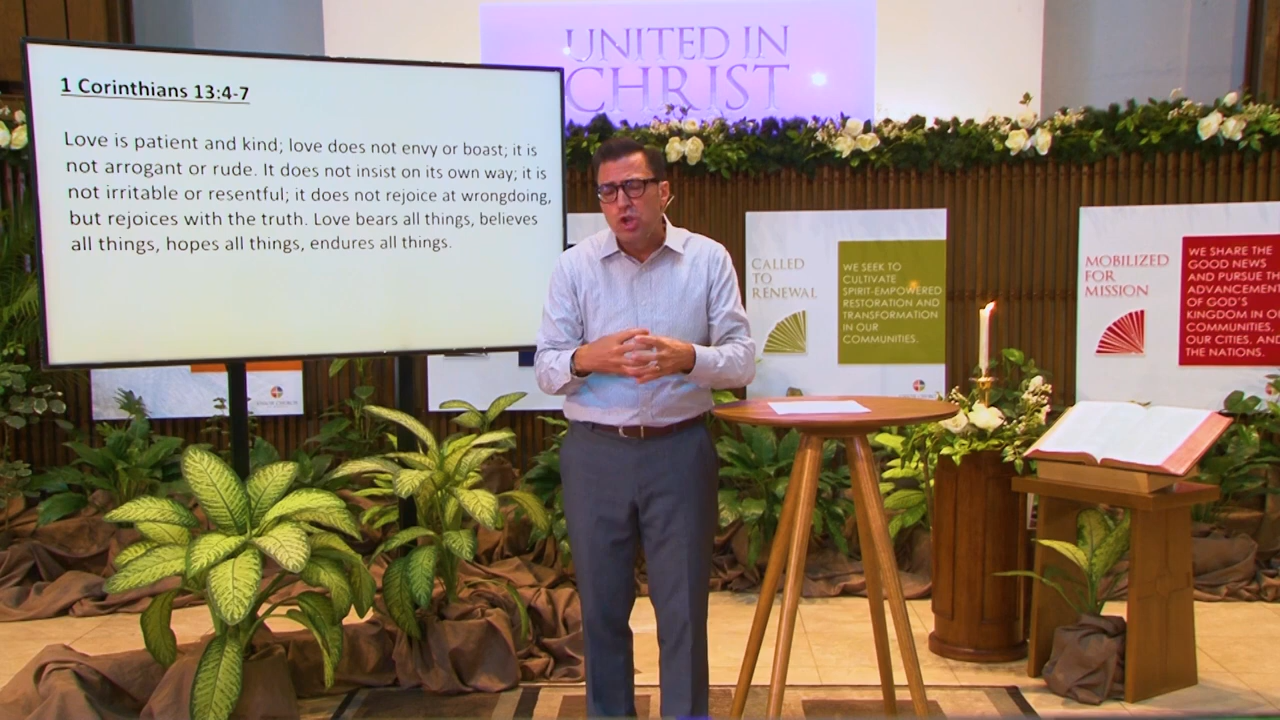 UNITED IN
CHRIST
1 Corinthians 13:4-7
Love is patient and kind; love does not envy or boast; it is
not arrogant or rude. It does not insist on its own way; it is
not irritable or resentful; it does not rejoice at wrongdoing,
but rejoices with the truth. Love bears all things, believes
all things, hopes all things, endures all things.
CALLED
TO
RENEWAL
WE SEEK TO
CULTIVATE
SPIRIT-EMPOWERED
RESTORATION AND
TRANSFORMATION
IN OUR
COMMUNITIES.
MOBILIZED
FOR
MISSION
WE SHARE THE
GOOD NEWS
AND PURSUE TH
ADVANCEMEN
OF GOD'S
KINGDOM IN OU
COMMUNITIES,
OUR CITIES, AND
THE NATIONS.